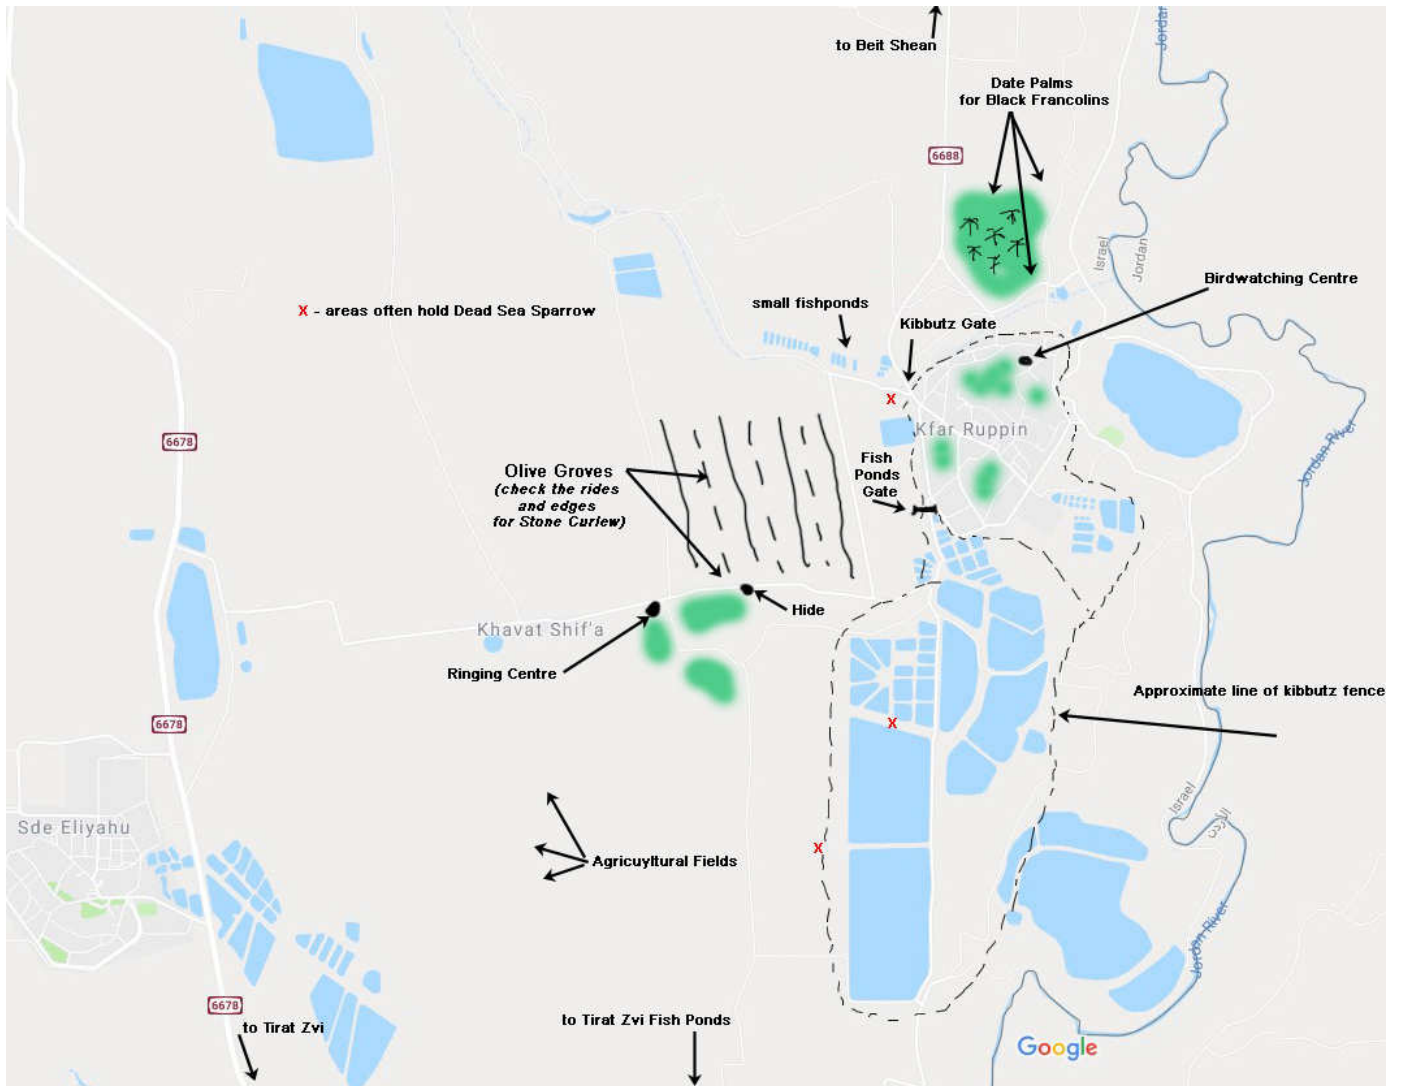 Jordan
to Beit Shean
Date Palms
for Black Francolins
6688
Israel
Jordan
Birdwatching Centre
X - areas often hold Dead Sea Sparrow
small fishponds
Kibbutz Gate
X
Kfar Ruppin
6678
Olive Groves
(check the rides
and edges
for Stone Curlew)
Fish
Ponds
Gate
Jordan River
Hide
Khavat Shif'a
Ringing Centre
Approximate line of kibbutz fence
6678
X
Israel
الأردن
Sde Eliyahu
X
Agricuyltural Fields
Jordan River
6678
to Tirat Zvi
to Tirat Zvi Fish Ponds
Google